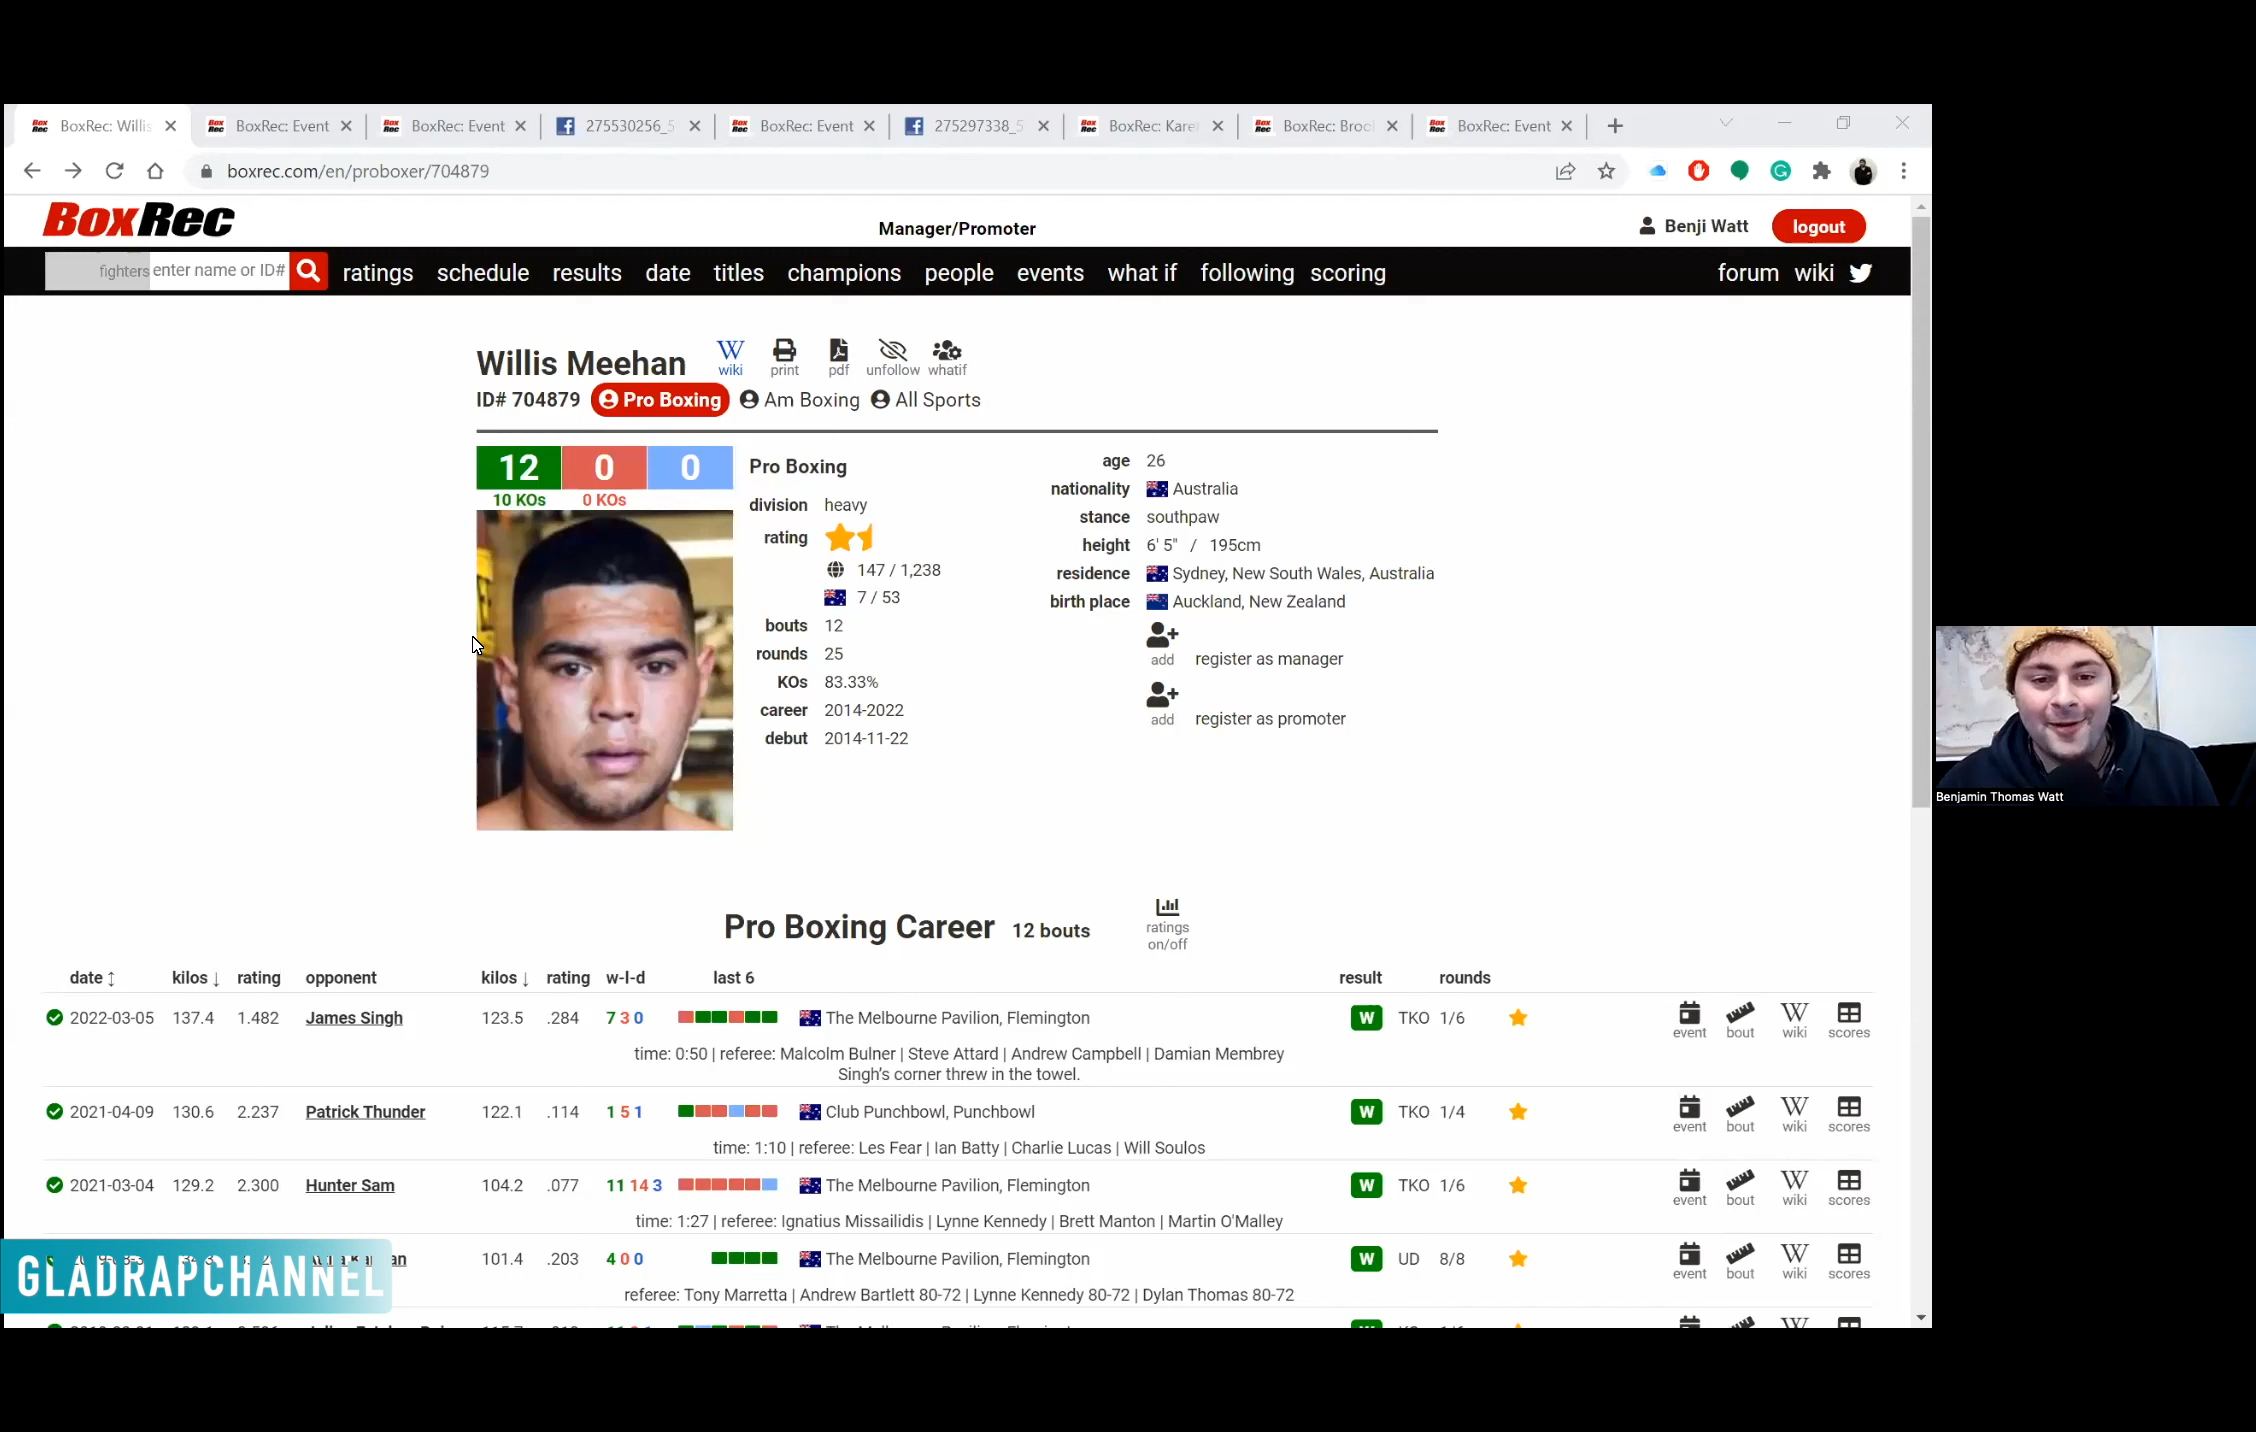 BoxRec: Willis
BoxRec: Event
BoxRec: Event
275530256_5
BoxRec: Event
275297338_5
BoxRec: Kare
BoxRec: Broo
BoxRec: Event
boxrec.com/en/proboxer/704879
BoxRec
Manager/Promoter
Benji Watt
logout
fighters enter name or ID#
ratings schedule results date titles champions people events what if following scoring forum wiki
Willis Meehan
wiki print pdf unfollow whatif
ID# 704879 Pro Boxing Am Boxing All Sports
12 0 0
10 KOs 0 KOs
Pro Boxing
division heavy
rating
147 / 1,238
7 / 53
bouts 12
rounds 25
KOs 83.33%
career 2014-2022
debut 2014-11-22
age 26
nationality Australia
stance southpaw
height 6' 5" / 195cm
residence Sydney, New South Wales, Australia
birth place Auckland, New Zealand
add register as manager
add register as promoter
Benjamin Thomas Watt
Pro Boxing Career 12 bouts
ratings
on/off
date kilos rating opponent kilos rating w-l-d last 6 result rounds
2022-03-05 137.4 1.482 James Singh 123.5 .284 7 3 0 The Melbourne Pavilion, Flemington W TKO 1/6
event bout wiki scores
time: 0:50 | referee: Malcolm Bulner | Steve Attard | Andrew Campbell | Damian Membrey
Singh's corner threw in the towel.
2021-04-09 130.6 2.237 Patrick Thunder 122.1 .114 1 5 1 Club Punchbowl, Punchbowl W TKO 1/4
event bout wiki scores
time: 1:10 | referee: Les Fear | Ian Batty | Charlie Lucas | Will Soulos
2021-03-04 129.2 2.300 Hunter Sam 104.2 .077 11 14 3 The Melbourne Pavilion, Flemington W TKO 1/6
event bout wiki scores
time: 1:27 | referee: Ignatius Missailidis | Lynne Kennedy | Brett Manton | Martin O'Malley
101.4 .203 4 0 0 The Melbourne Pavilion, Flemington W UD 8/8
event bout wiki scores
GLADRAPCHANNEL
referee: Tony Marretta | Andrew Bartlett 80-72 | Lynne Kennedy 80-72 | Dylan Thomas 80-72